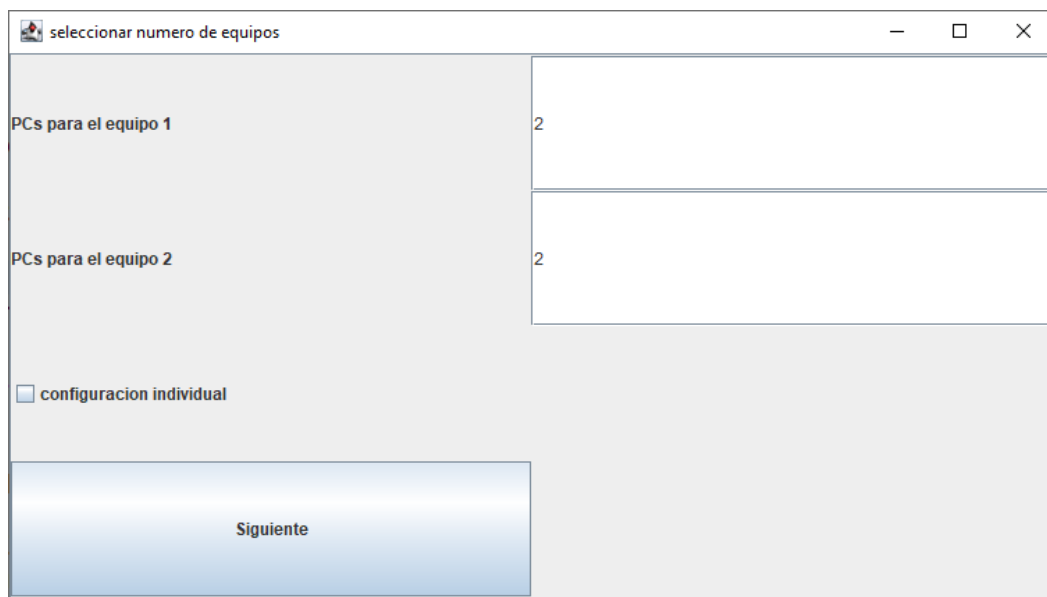 seleccionar numero de equipos
PCs para el equipo 1
2
PCs para el equipo 2
2
configuracion individual
Siguiente